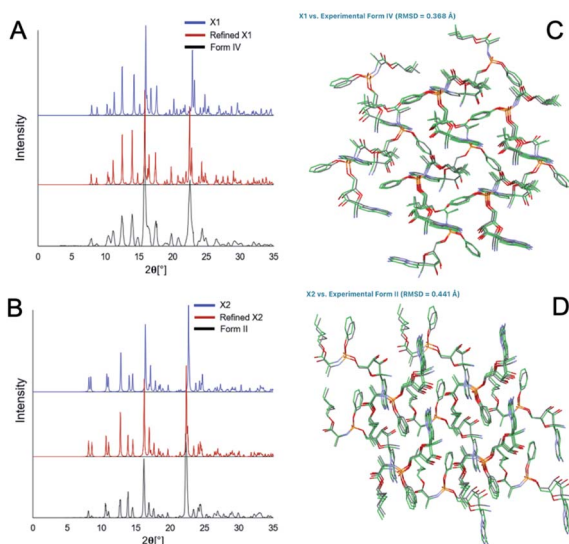 A
X1
Refined X1
Form IV
Intensity
0 5 10 15 20 25 30 35
2θ[°]
X1 vs. Experimental Form IV (RMSD = 0.368 Å)
C
B
X2
Refined X2
Form II
Intensity
0 5 10 15 20 25 30 35
2θ[°]
X2 vs. Experimental Form II (RMSD = 0.441 Å)
D